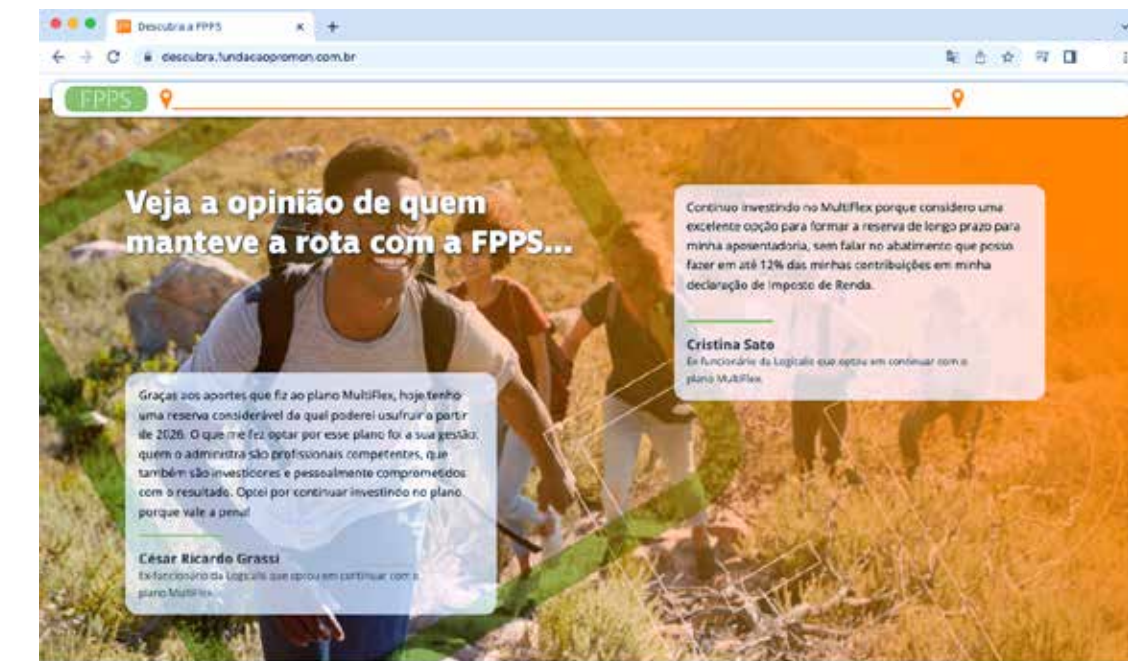 Descubra a FPPS
descubra.fundacaopromon.com.br
FPPS
Veja a opinião de quem
manteve a rota com a FPPS...
Continuo investindo no MultiFlex porque considero uma
excelente opção para formar a reserva de longo prazo para
minha aposentadoria, sem falar no abatimento que posso
fazer em até 12% das minhas contribuições em minha
declaração de Imposto de Renda.
Cristina Sato
Ex-funcionária da Logicalis que optou em continuar com o
plano MultiFlex.
Graças aos aportes que fiz ao plano MultiFlex, hoje tenho
uma reserva considerável da qual poderei usufruir a partir
de 2026. O que me fez optar por esse plano foi a sua gestão:
quem o administra são profissionais competentes, que
também são investidores e pessoalmente comprometidos
com o resultado. Optei por continuar investindo no plano
porque vale a pena!
César Ricardo Grassi
Ex-funcionário da Logicalis que optou em continuar com o
plano MultiFlex.